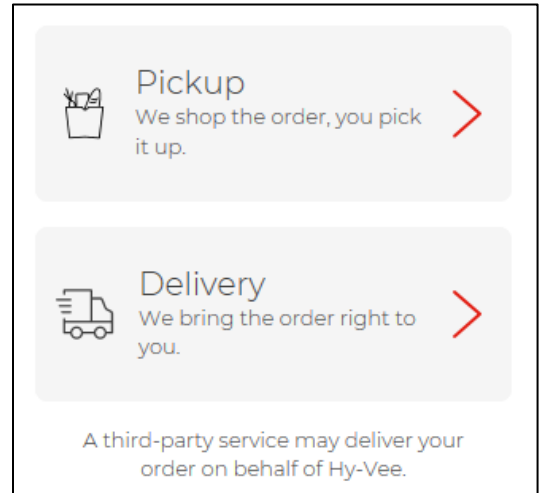 Pickup
We shop the order, you pick
it up.
Delivery
We bring the order right to
you.
A third-party service may deliver your
order on behalf of Hy-Vee.